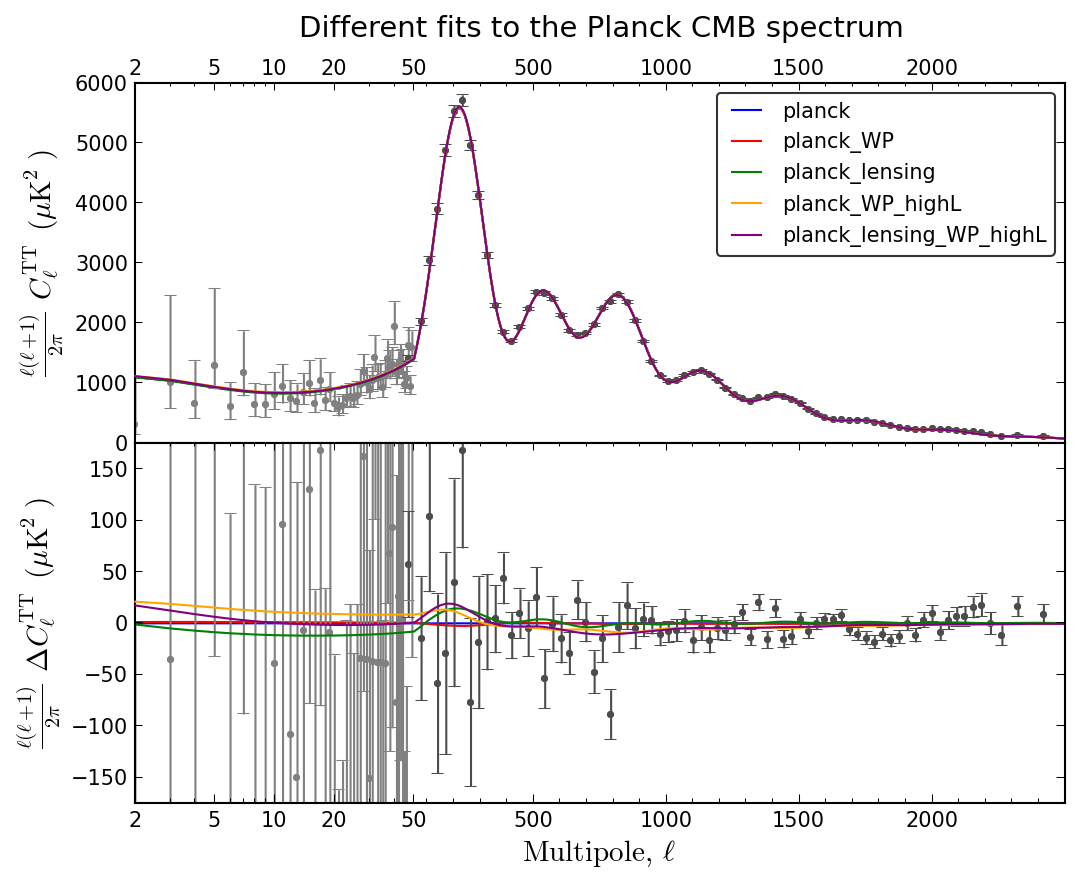 Different fits to the Planck CMB spectrum
2 5 10 20 50 500 1000 1500 2000
6000
5000
4000
3000
2000
1000
0
ℓ(ℓ+1)/2π C_ℓ^TT (μK²)
planck
planck_WP
planck_lensing
planck_WP_highL
planck_lensing_WP_highL
150
100
50
0
−50
−100
−150
ℓ(ℓ+1)/2π ΔC_ℓ^TT (μK²)
2 5 10 20 50 500 1000 1500 2000
Multipole, ℓ